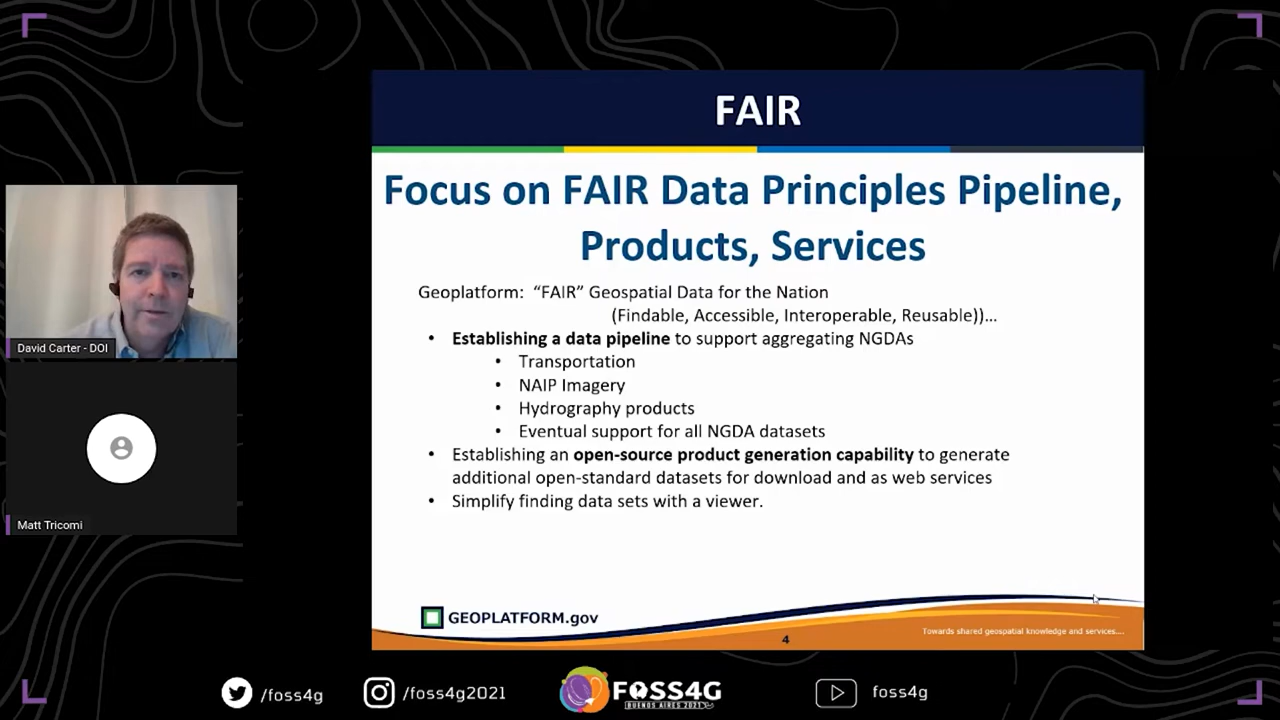 FAIR
Focus on FAIR Data Principles Pipeline,
Products, Services
Geoplatform: “FAIR” Geospatial Data for the Nation
(Findable, Accessible, Interoperable, Reusable))...
• Establishing a data pipeline to support aggregating NGDAs
• Transportation
• NAIP Imagery
• Hydrography products
• Eventual support for all NGDA datasets
• Establishing an open-source product generation capability to generate
additional open-standard datasets for download and as web services
• Simplify finding data sets with a viewer.
GEOPLATFORM.gov
4
Towards shared geospatial knowledge and services....
David Carter - DOI
Matt Tricomi
/foss4g
/foss4g2021
FOSS4G
BUENOS AIRES 2021
foss4g